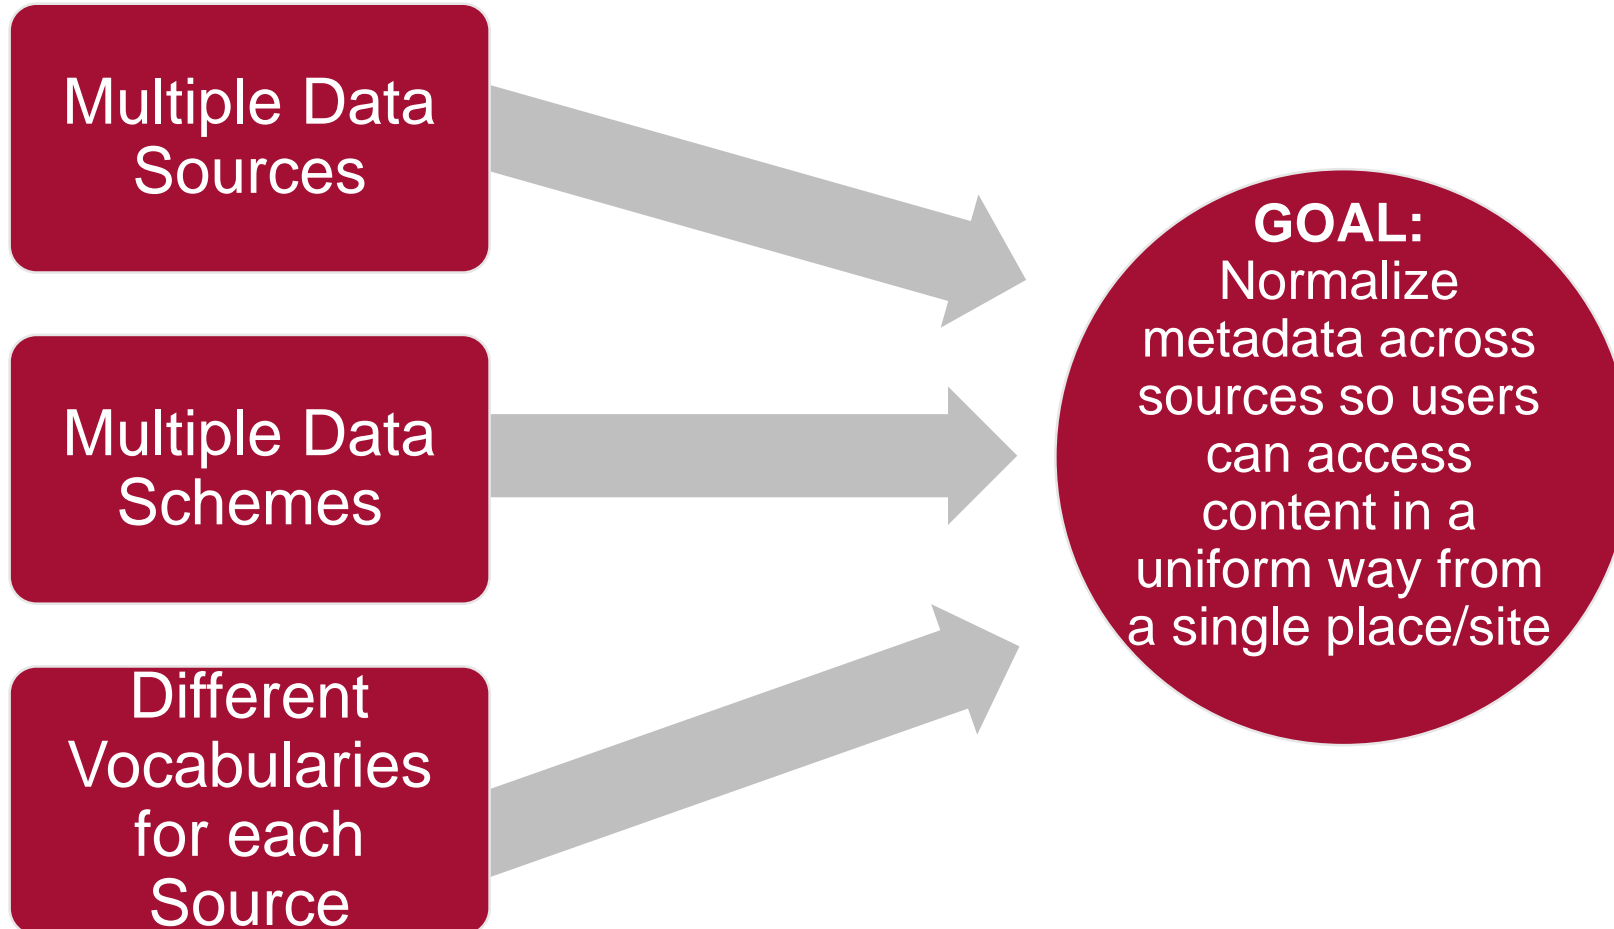 Multiple Data
Sources
Multiple Data
Schemes
Different
Vocabularies
for each
Source
GOAL:
Normalize
metadata across
sources so users
can access
content in a
uniform way from
a single place/site